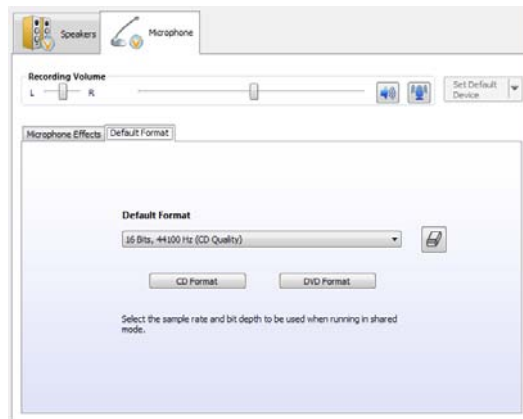 Speakers
Microphone
Recording Volume
L
R
Set Default
Device
Microphone Effects
Default Format
Default Format
16 Bits, 44100 Hz (CD Quality)
CD Format
DVD Format
Select the sample rate and bit depth to be used when running in shared
mode.